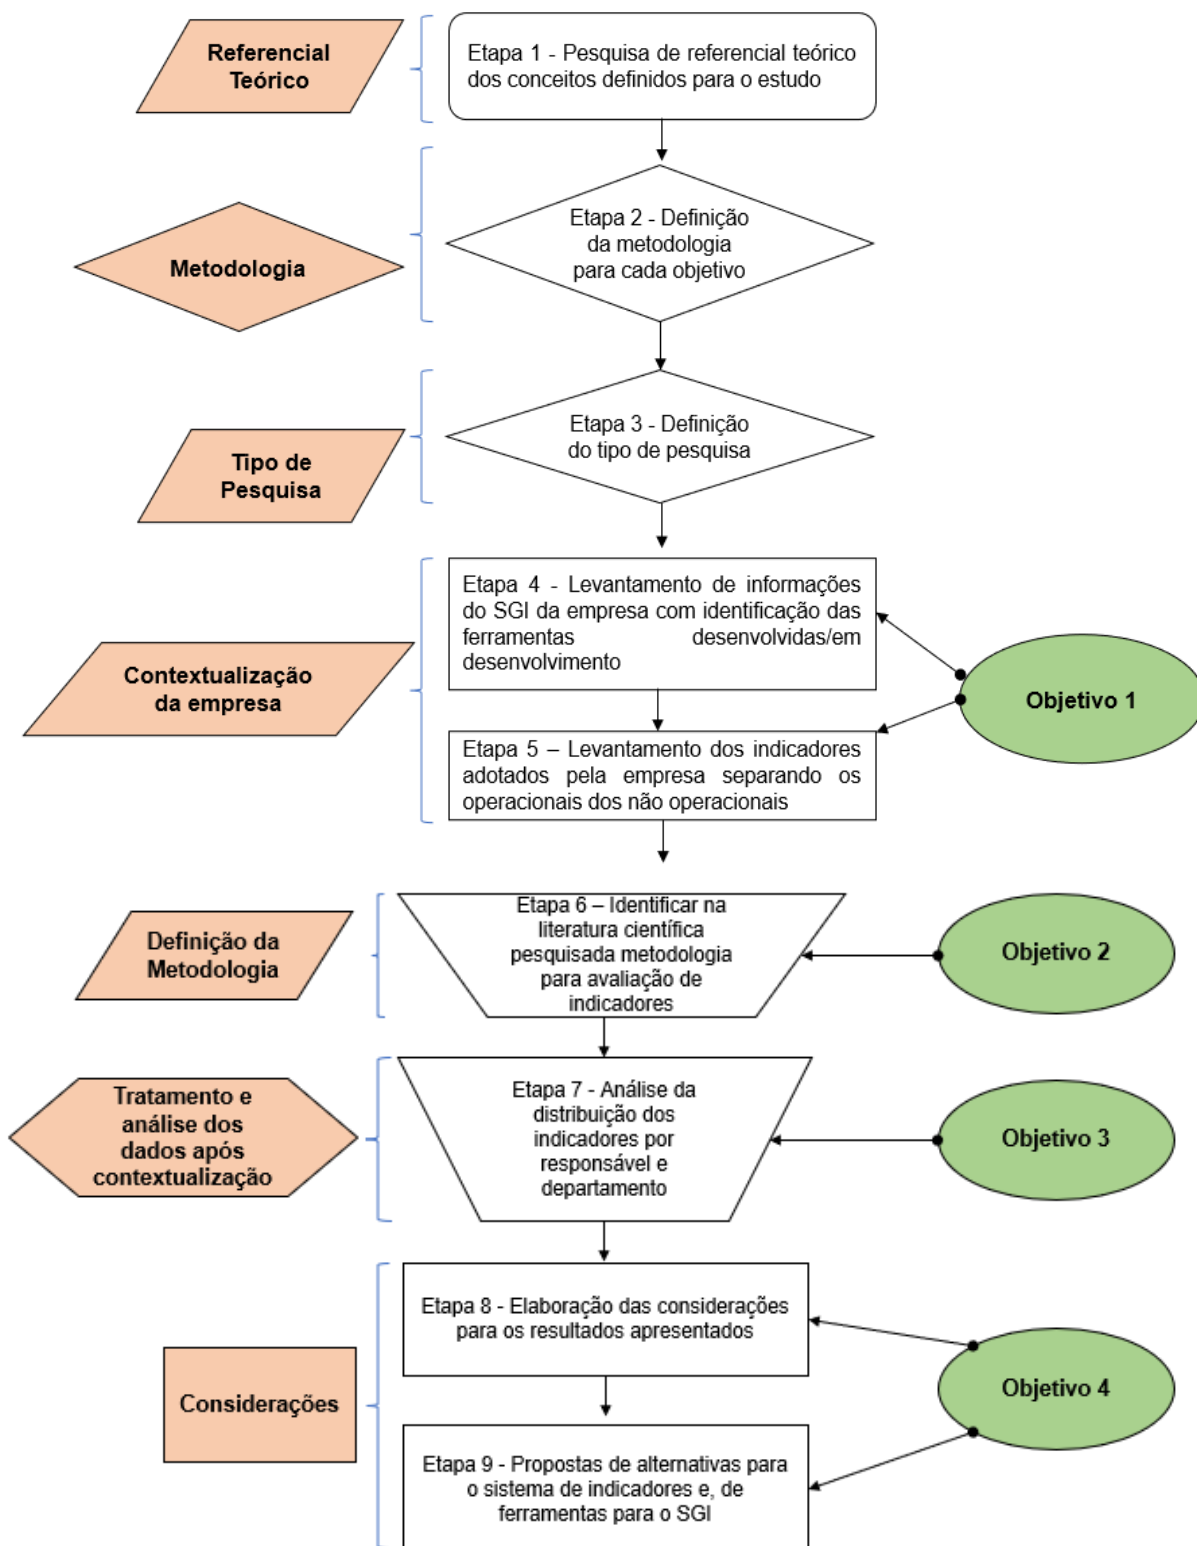 Referencial
Teórico
Etapa 1 - Pesquisa de referencial teórico
dos conceitos definidos para o estudo
Metodologia
Etapa 2 - Definição
da metodologia
para cada objetivo
Tipo de
Pesquisa
Etapa 3 - Definição
do tipo de pesquisa
Contextualização
da empresa
Etapa 4 - Levantamento de informações
do SGI da empresa com identificação das
ferramentas desenvolvidas/em
desenvolvimento
Etapa 5 – Levantamento dos indicadores
adotados pela empresa separando os
operacionais dos não operacionais
Objetivo 1
Definição da
Metodologia
Etapa 6 – Identificar na
literatura científica
pesquisada metodologia
para avaliação de
indicadores
Objetivo 2
Tratamento e
análise dos
dados após
contextualização
Etapa 7 - Análise da
distribuição dos
indicadores por
responsável e
departamento
Objetivo 3
Considerações
Etapa 8 - Elaboração das considerações
para os resultados apresentados
Etapa 9 - Propostas de alternativas para
o sistema de indicadores e, de
ferramentas para o SGI
Objetivo 4